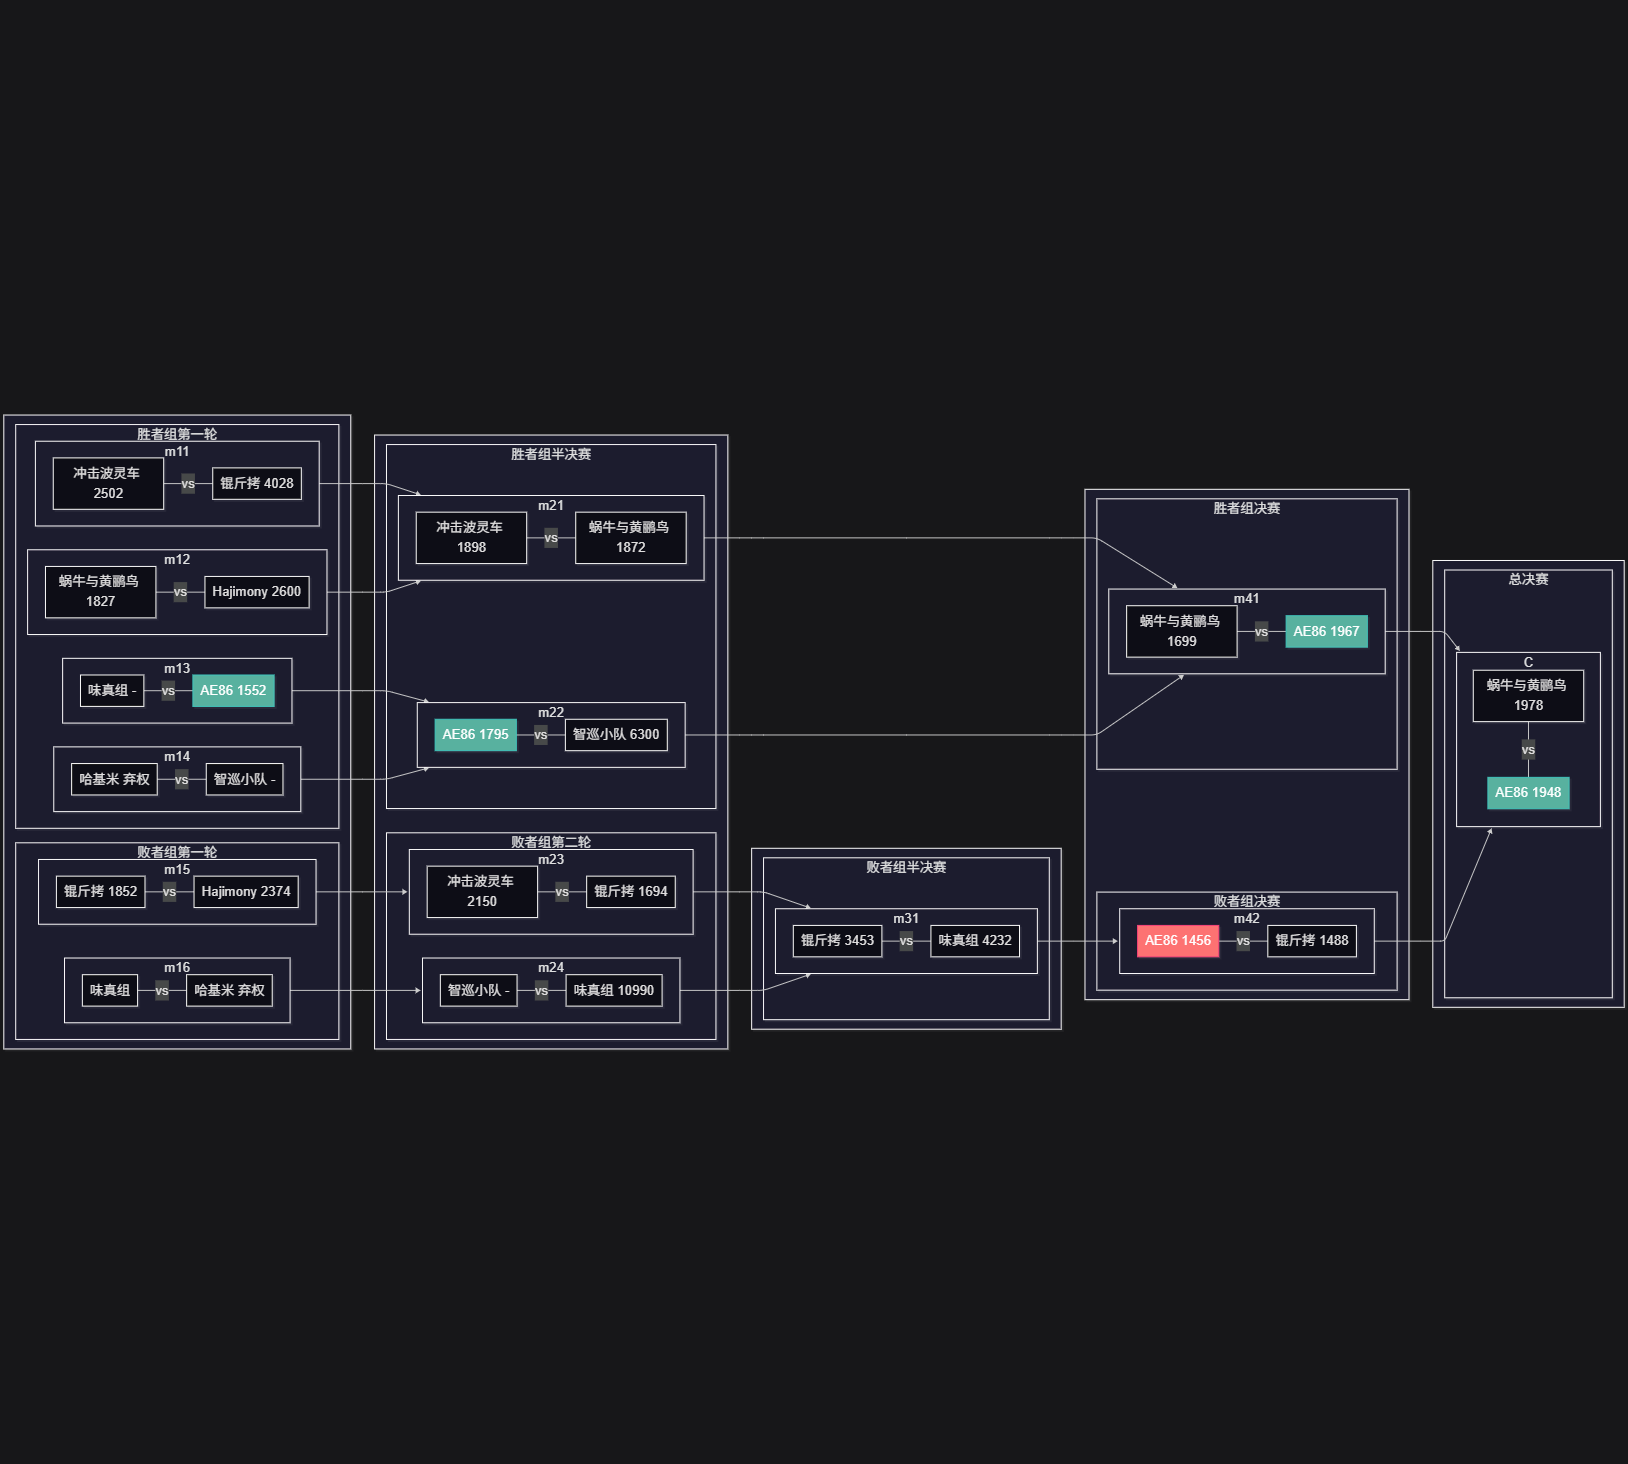 胜者组第一轮
m11
冲击波灵车
2502
vs
锟斤拷 4028
m12
蜗牛与黄鹂鸟
1827
vs
Hajimony 2600
m13
味真组 -
vs
AE86 1552
m14
哈基米 弃权
vs
智巡小队 -
败者组第一轮
m15
锟斤拷 1852
vs
Hajimony 2374
m16
味真组
vs
哈基米 弃权
胜者组半决赛
m21
冲击波灵车
1898
vs
蜗牛与黄鹂鸟
1872
m22
AE86 1795
vs
智巡小队 6300
败者组第二轮
m23
冲击波灵车
2150
vs
锟斤拷 1694
m24
智巡小队 -
vs
味真组 10990
败者组半决赛
m31
锟斤拷 3453
vs
味真组 4232
胜者组决赛
m41
蜗牛与黄鹂鸟
1699
vs
AE86 1967
败者组决赛
m42
AE86 1456
vs
锟斤拷 1488
总决赛
C
蜗牛与黄鹂鸟
1978
vs
AE86 1948